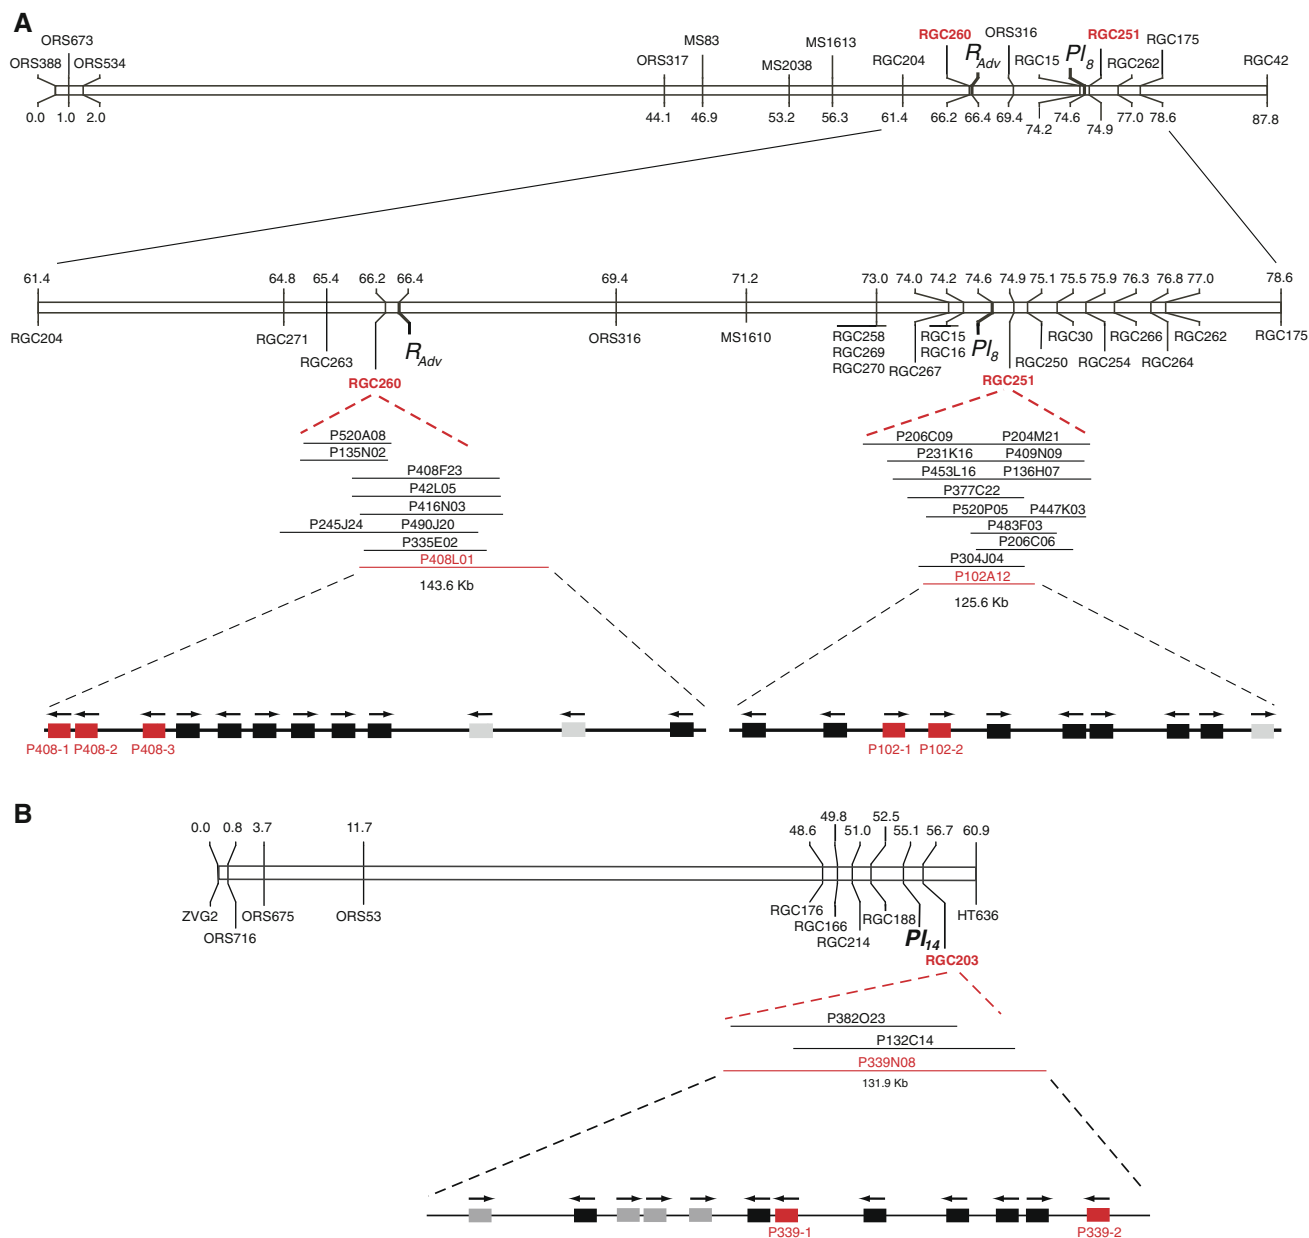 A
ORS673
RGC260
ORS316
RGC251
RGC175
MS83
MS1613
R_Adv
Pl_8
ORS388
ORS534
ORS317
MS2038
RGC204
RGC15
RGC262
RGC42
0.0 1.0 2.0 44.1 46.9 53.2 56.3 61.4 66.2 66.4 69.4 74.2 74.6 74.9 77.0 78.6 87.8
61.4 64.8 65.4 66.2 66.4 69.4 71.2 73.0 74.0 74.2 74.6 74.9 75.1 75.5 75.9 76.3 76.8 77.0 78.6
RGC204 RGC271 RGC263 R_Adv ORS316 MS1610 RGC258 RGC15 Pl_8 RGC30 RGC266 RGC262 RGC175
RGC269 RGC16
RGC270 RGC267 RGC250 RGC254 RGC264
RGC260
RGC251
P520A08
P135N02
P408F23
P42L05
P416N03
P245J24 P490J20
P335E02
P408L01
143.6 Kb
P206C09 P204M21
P231K16 P409N09
P453L16 P136H07
P377C22
P520P05 P447K03
P483F03
P206C06
P304J04
P102A12
125.6 Kb
P408-1 P408-2 P408-3
P102-1 P102-2
B
0.0 0.8 3.7 11.7 48.6 49.8 51.0 52.5 55.1 56.7 60.9
ZVG2 ORS716 ORS675 ORS53 RGC176 RGC166 RGC214 RGC188 Pl_14 HT636
RGC203
P382O23
P132C14
P339N08
131.9 Kb
P339-1 P339-2